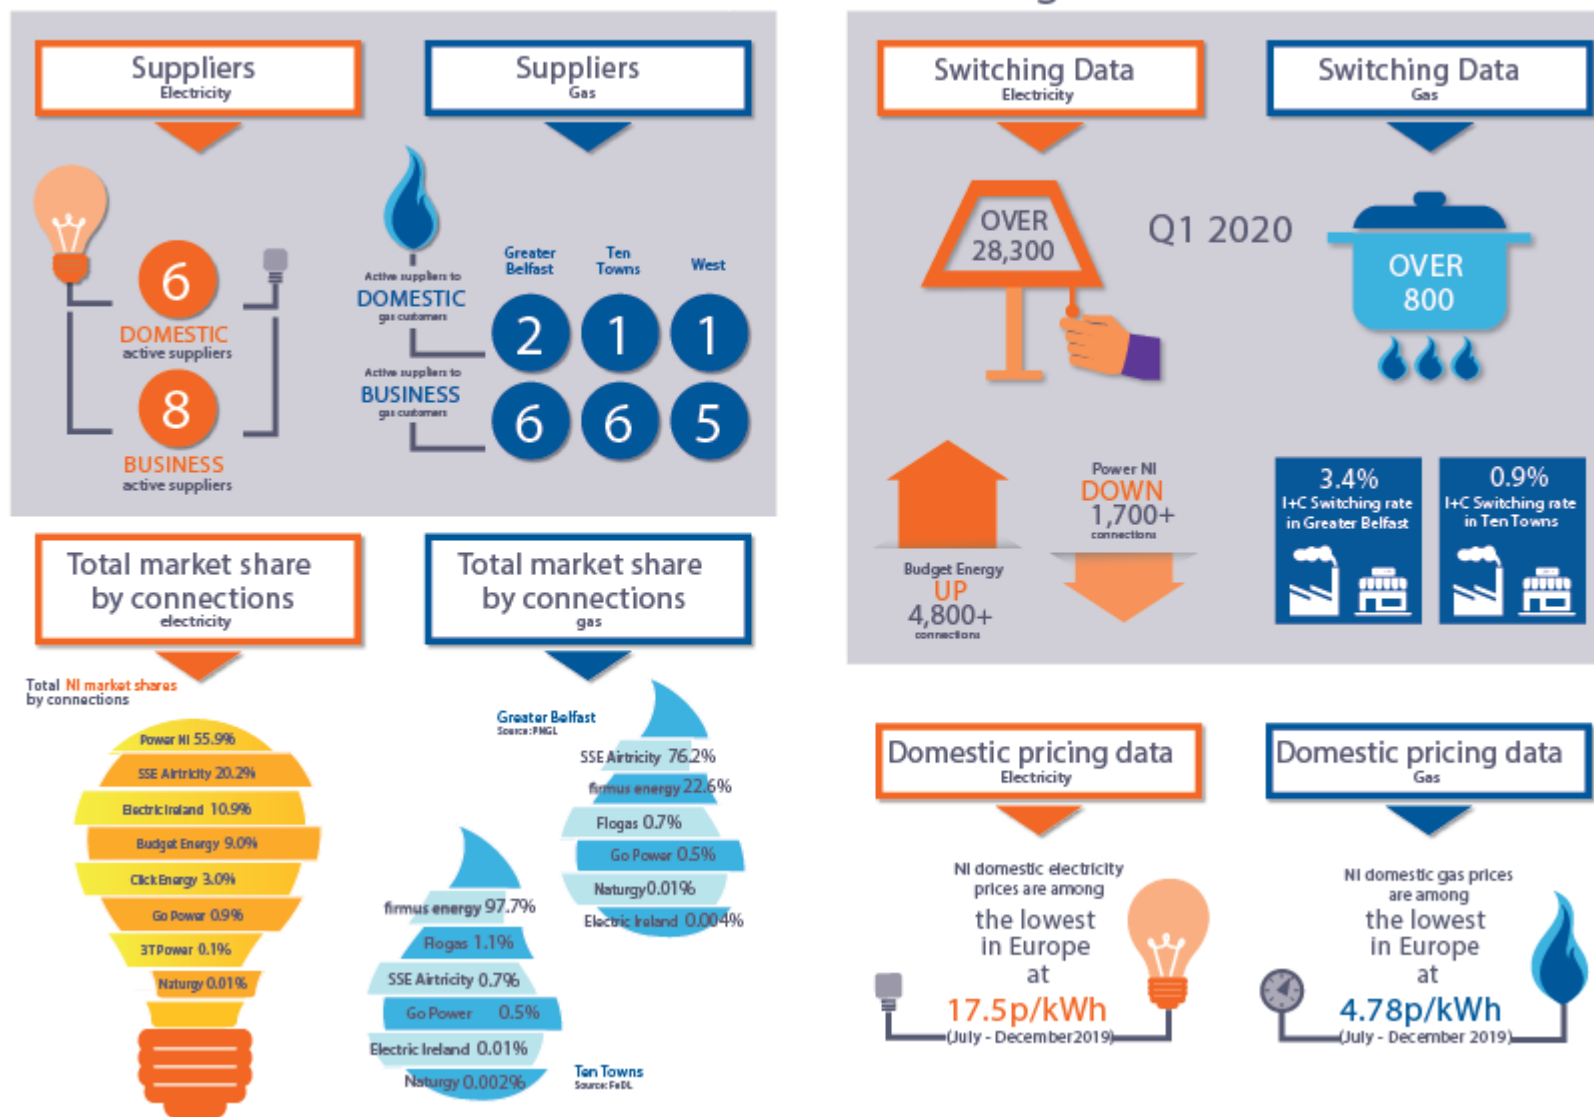 Suppliers
Electricity
Suppliers
Gas
6
DOMESTIC
active suppliers
8
BUSINESS
active suppliers
Greater
Belfast
Ten
Towns
West
Active suppliers to
DOMESTIC
gas customers
2 1 1
Active suppliers to
BUSINESS
gas customers
6 6 5
Total market share
by connections
electricity
Total NI market shares
by connections
Power NI 55.9%
SSE Airtricity 20.2%
Electric Ireland 10.9%
Budget Energy 9.0%
Click Energy 3.0%
Go Power 0.9%
3T Power 0.1%
Naturgy 0.01%
Total market share
by connections
gas
Greater Belfast
Source: PNGL
SSE Airtricity 76.2%
firmus energy 22.6%
Flogas 0.7%
Go Power 0.5%
Naturgy 0.01%
Electric Ireland 0.004%
firmus energy 97.7%
Flogas 1.1%
SSE Airtricity 0.7%
Go Power 0.5%
Electric Ireland 0.01%
Naturgy 0.002%
Ten Towns
Source: FeDL
Switching Data
Electricity
Switching Data
Gas
Q1 2020
OVER
28,300
OVER
800
Budget Energy
UP
4,800+
connections
Power NI
DOWN
1,700+
connections
3.4%
I+C Switching rate
in Greater Belfast
0.9%
I+C Switching rate
in Ten Towns
Domestic pricing data
Electricity
NI domestic electricity
prices are among
the lowest
in Europe
at
17.5p/kWh
(July - December 2019)
Domestic pricing data
Gas
NI domestic gas prices
are among
the lowest
in Europe
at
4.78p/kWh
(July - December 2019)